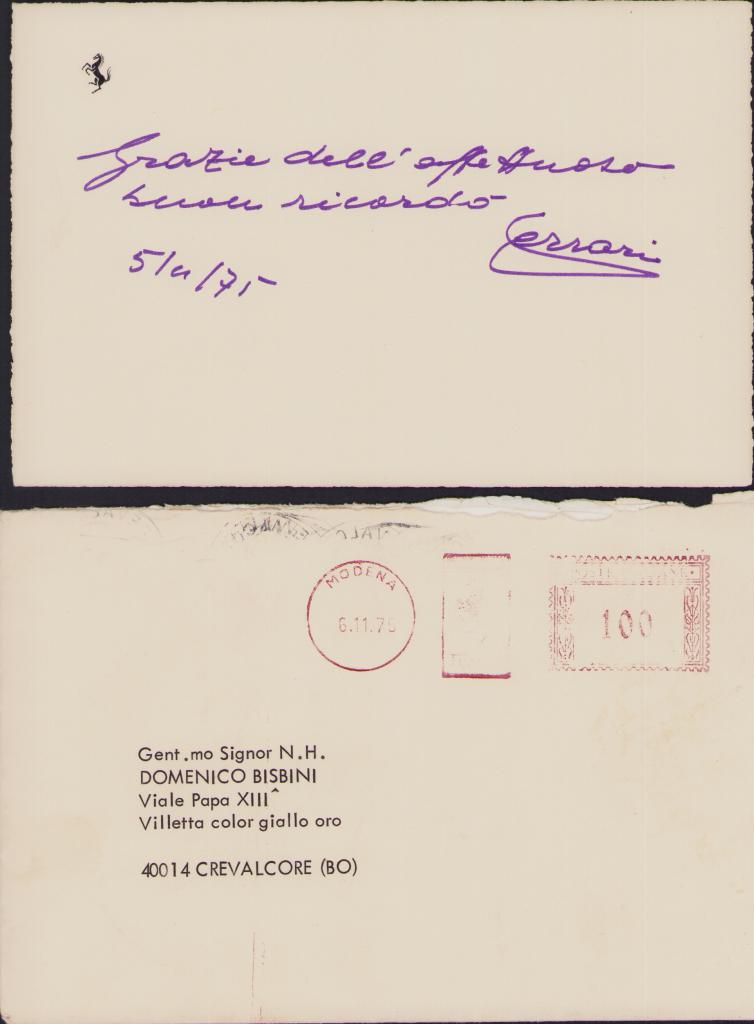 Grazie dell'affettuoso
buon ricordo
Ferrari
5/11/75
MODENA
6.11.75
100
Gent.mo Signor N.H.
DOMENICO BISBINI
Viale Papa XIII^
Villetta color giallo oro
40014 CREVALCORE (BO)